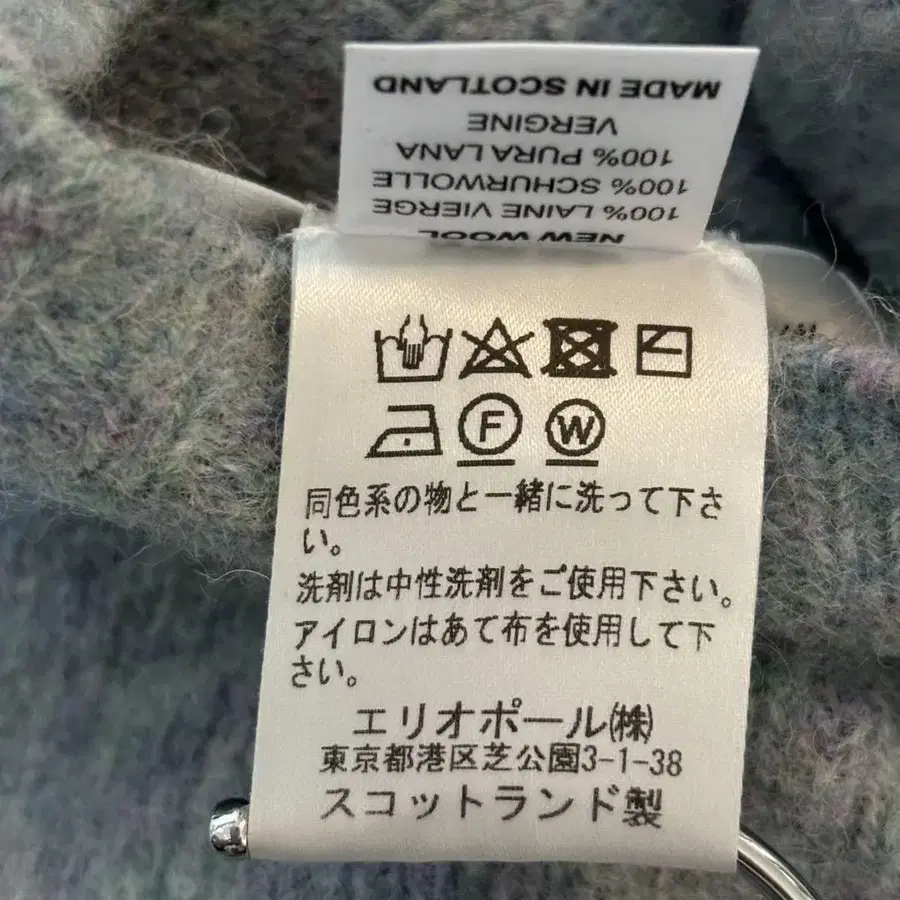 NEW WOOL
100% LAINE VIERGE
100% SCHURWOLLE
100% PURA LANA
VERGINE
MADE IN SCOTLAND
F W
同色系の物と一緒に洗って下さ
い。
洗剤は中性洗剤をご使用下さい。
アイロンはあて布を使用して下
さい。
エリオポール㈱
東京都港区芝公園3-1-38
スコットランド製